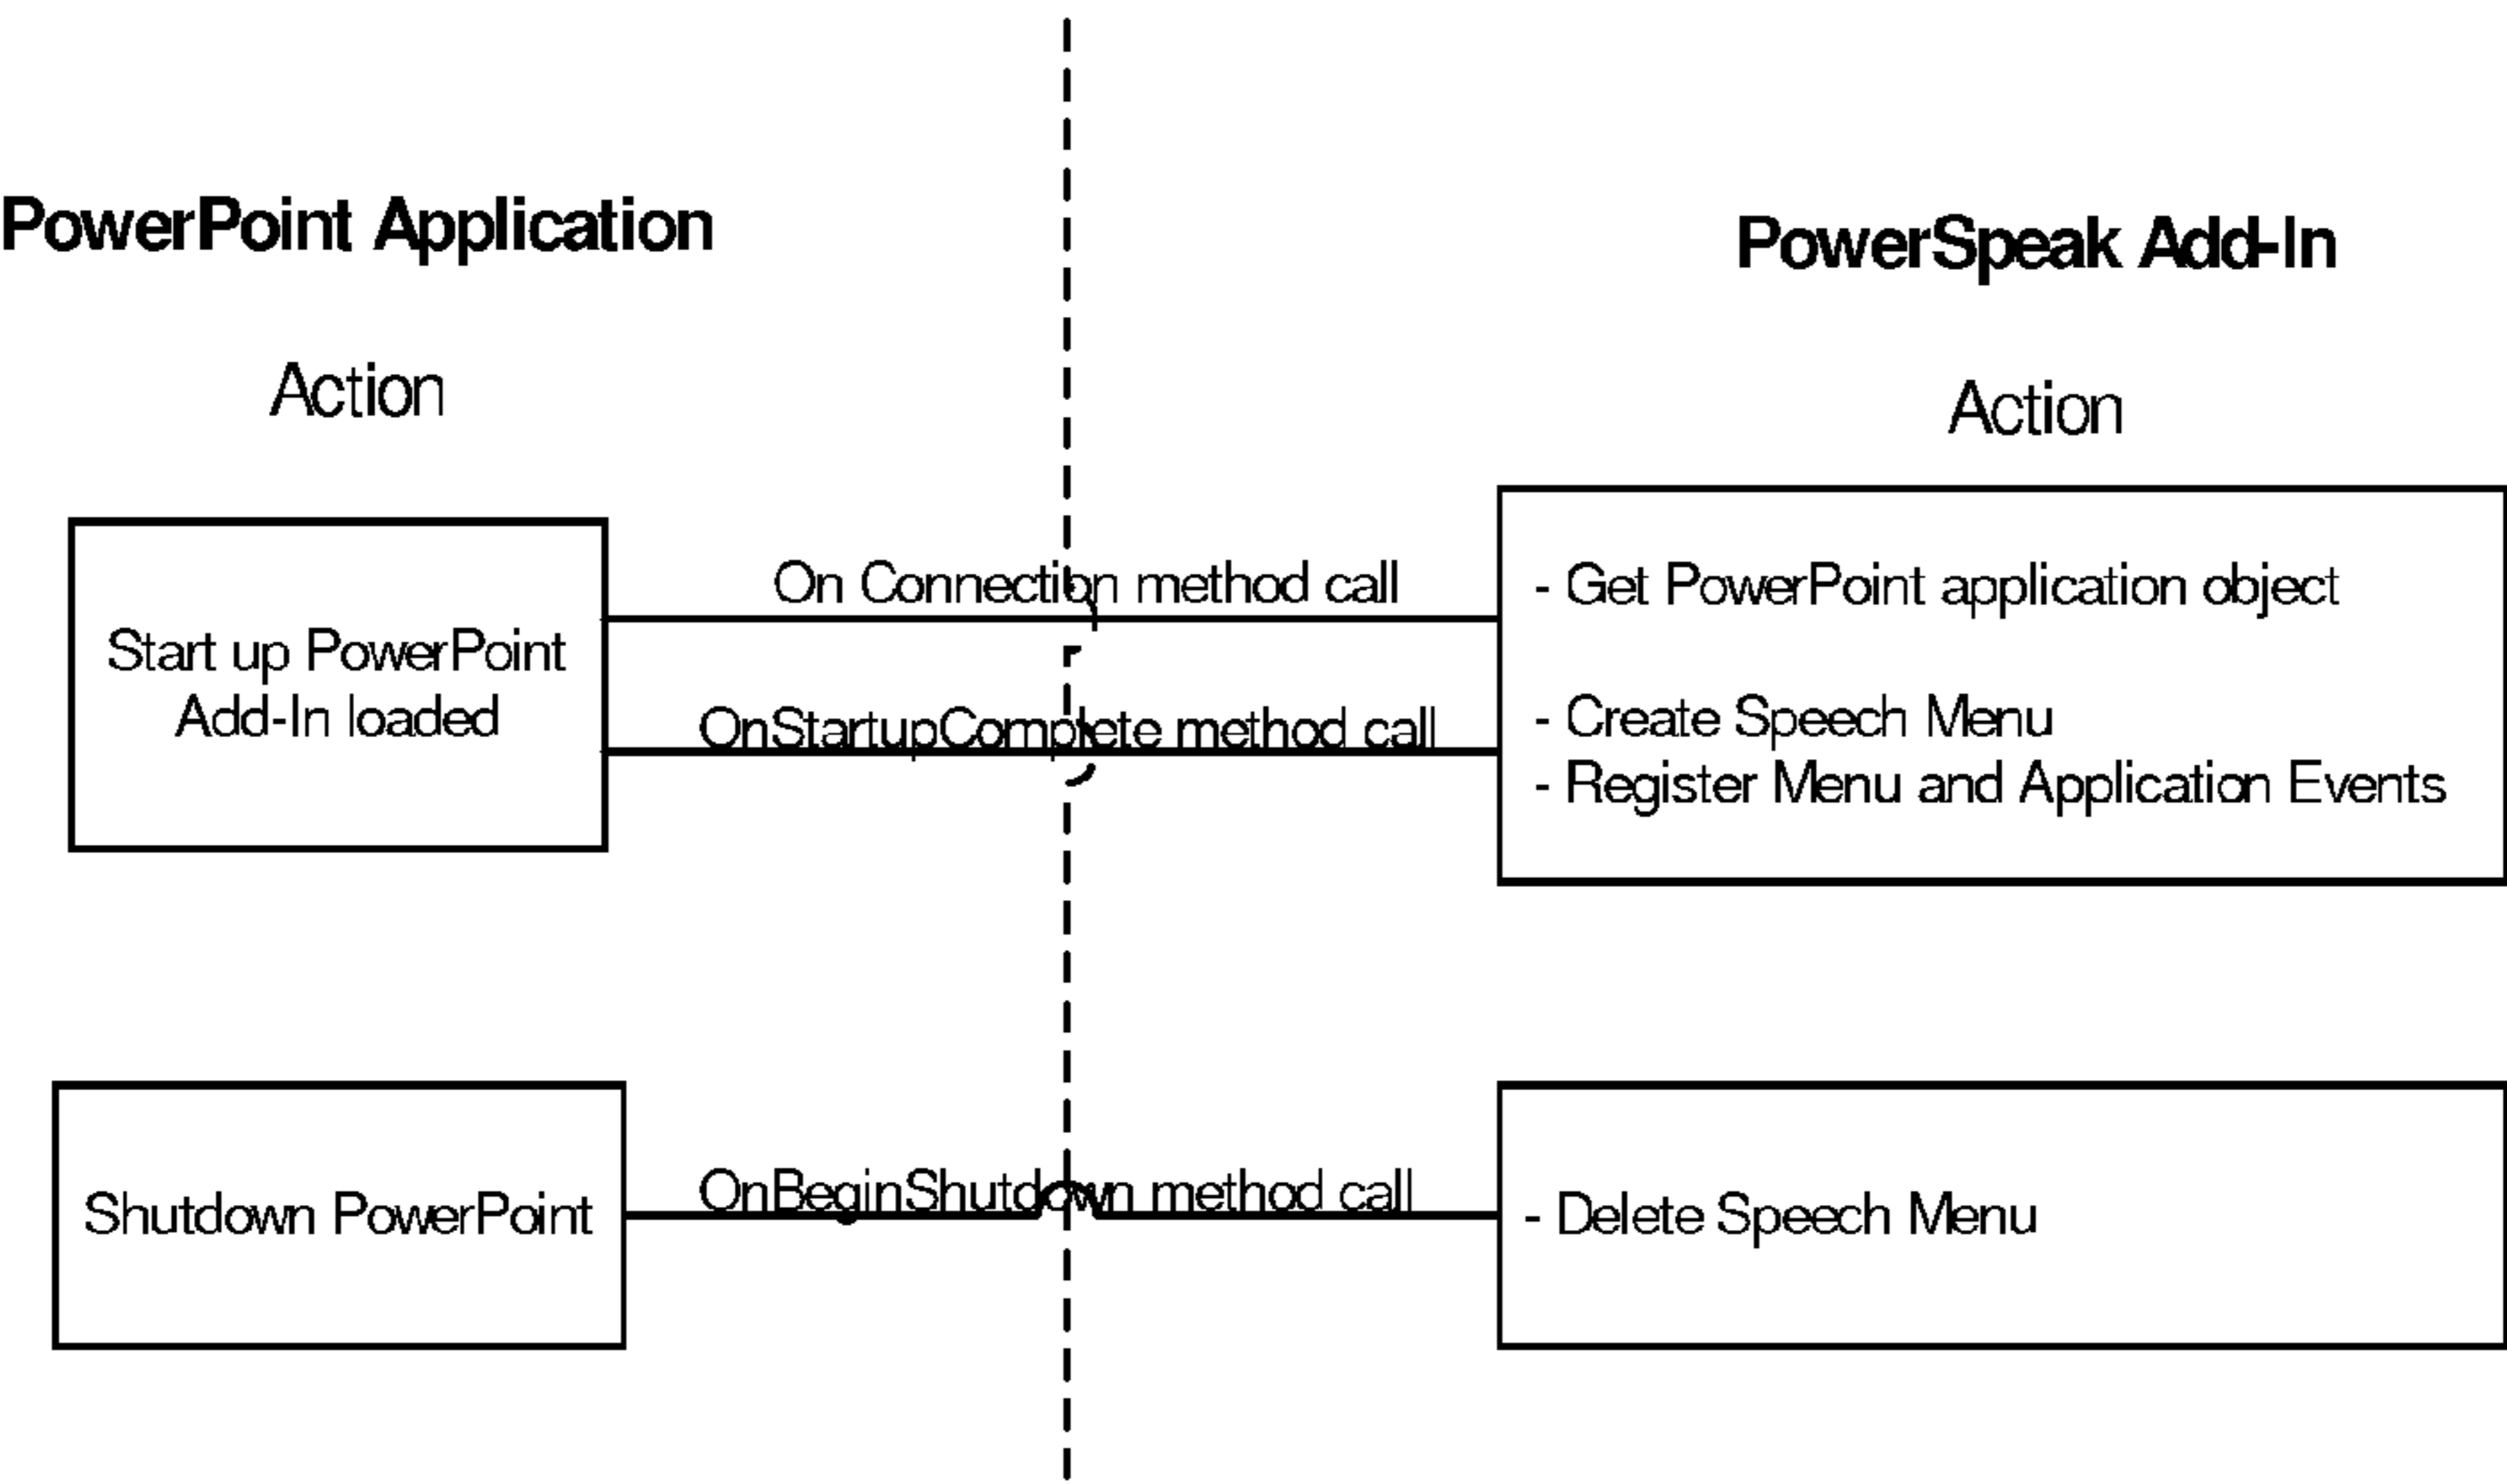 PowerPoint Application
PowerSpeak Add-In
Action
Action
On Connection method call
- Get PowerPoint application object
Start up PowerPoint
Add-In loaded
OnStartupComplete method call
- Create Speech Menu
- Register Menu and Application Events
Shutdown PowerPoint
OnBeginShutdown method call
- Delete Speech Menu